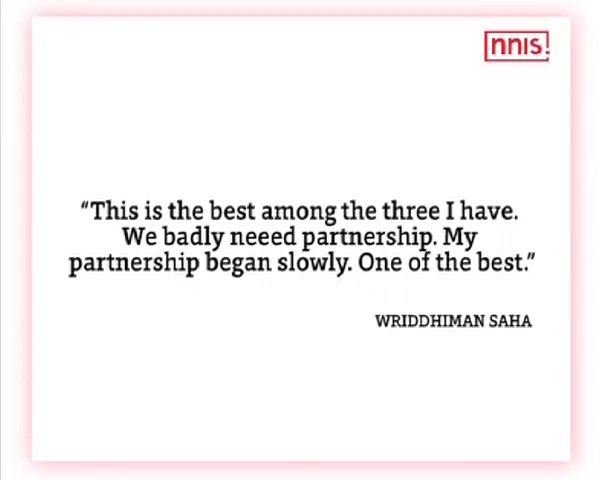 nnis!
“This is the best among the three I have.
We badly neeed partnership. My
partnership began slowly. One of the best.”
WRIDDHIMAN SAHA